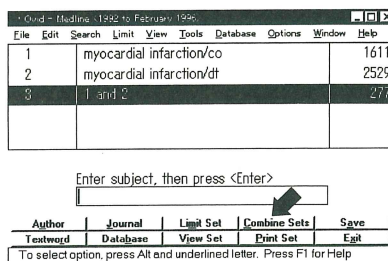 Ovid - Medline <1992 to February 1996>
File Edit Search Limit View Tools Database Options Window Help
1 myocardial infarction/co 1611
2 myocardial infarction/dt 2529
3 1 and 2 277
Enter subject, then press <Enter>
Author Journal Limit Set Combine Sets Save
Textword Database View Set Print Set Exit
To select option, press Alt and underlined letter. Press F1 for Help